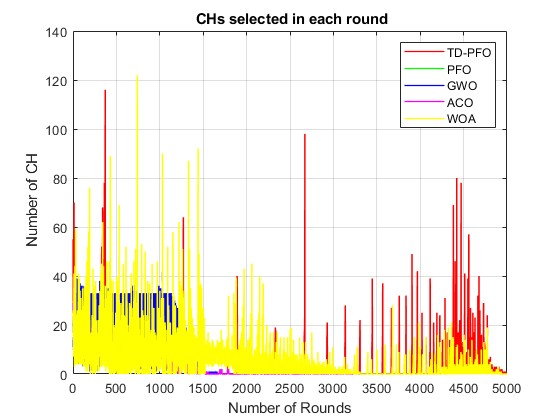 CHs selected in each round
Number of CH
140
120
100
80
60
40
20
0
TD-PFO
PFO
GWO
ACO
WOA
0 500 1000 1500 2000 2500 3000 3500 4000 4500 5000
Number of Rounds